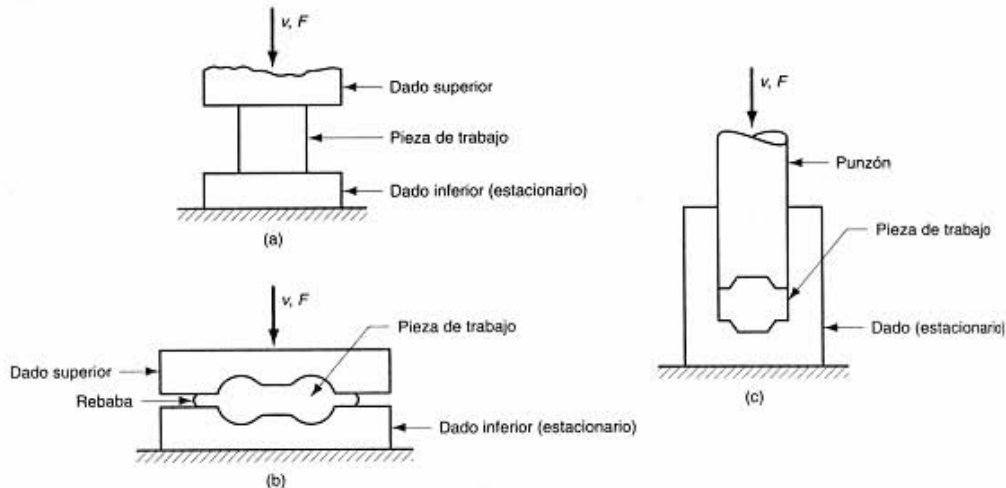 v, F
Dado superior
Pieza de trabajo
Dado inferior (estacionario)
(a)
v, F
Pieza de trabajo
Dado superior
Rebaba
Dado inferior (estacionario)
(b)
v, F
Punzón
Pieza de trabajo
Dado (estacionario)
(c)